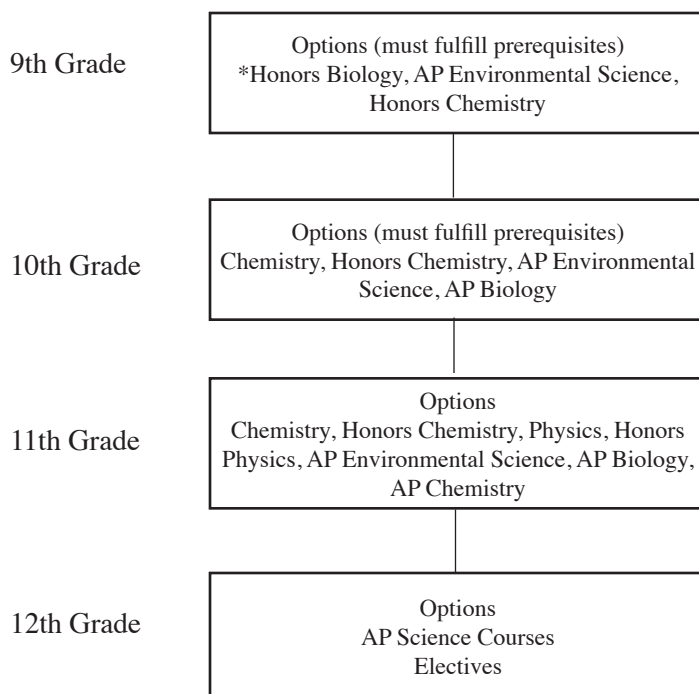 9th Grade
Options (must fulfill prerequisites)
*Honors Biology, AP Environmental Science,
Honors Chemistry
10th Grade
Options (must fulfill prerequisites)
Chemistry, Honors Chemistry, AP Environmental
Science, AP Biology
11th Grade
Options
Chemistry, Honors Chemistry, Physics, Honors
Physics, AP Environmental Science, AP Biology,
AP Chemistry
12th Grade
Options
AP Science Courses
Electives